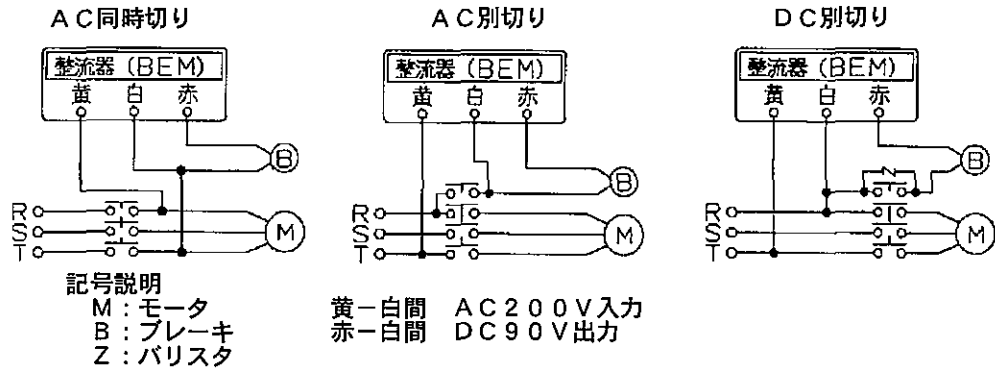 ＡＣ同時切り
整流器（ＢＥＭ）
黄 白 赤
B
R
S
T
M
ＡＣ別切り
整流器（ＢＥＭ）
黄 白 赤
B
R
S
T
M
ＤＣ別切り
整流器（ＢＥＭ）
黄 白 赤
B
R
S
T
M
記号説明
Ｍ：モータ
Ｂ：ブレーキ
Ｚ：バリスタ
黄－白間 ＡＣ２００Ｖ入力
赤－白間 ＤＣ９０Ｖ出力